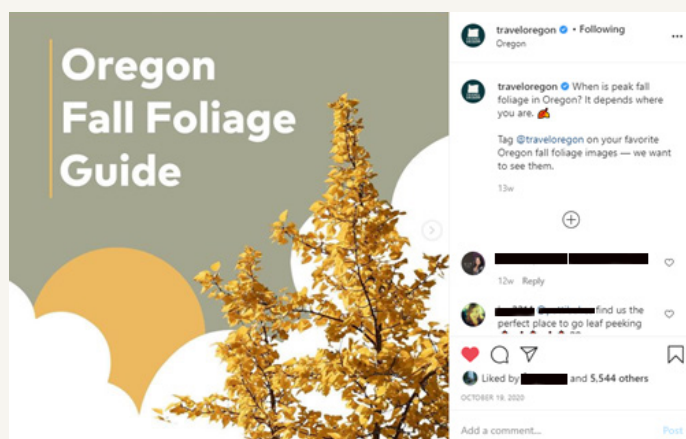 Oregon
Fall Foliage
Guide
traveloregon • Following
Oregon
traveloregon When is peak fall
foliage in Oregon? It depends where
you are.
Tag @traveloregon on your favorite
Oregon fall foliage images — we want
to see them.
13w
12w Reply
find us the
perfect place to go leaf peeking
Liked by and 5,544 others
OCTOBER 19, 2020
Add a comment...
Post